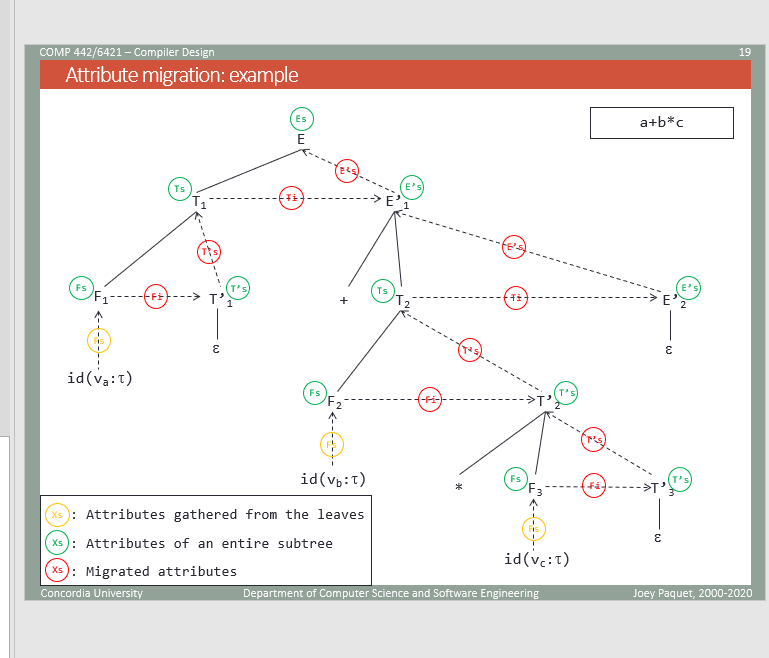 COMP 442/6421 – Compiler Design 19
Attribute migration: example
a+b*c
Es
E
E's
Ts
T1
Ti
E's
E'1
T's
E's
Fs
F1
Fi
T's
T'1
+
Ts
T2
Ti
E's
E'2
Fs
ε
ε
id(va:τ)
T's
Fs
F2
Fi
T's
T'2
Fs
T's
id(vb:τ)
*
Fs
F3
Fi
T's
T'3
Fs
ε
id(vc:τ)
Xs : Attributes gathered from the leaves
Xs : Attributes of an entire subtree
Xs : Migrated attributes
Concordia University Department of Computer Science and Software Engineering Joey Paquet, 2000-2020